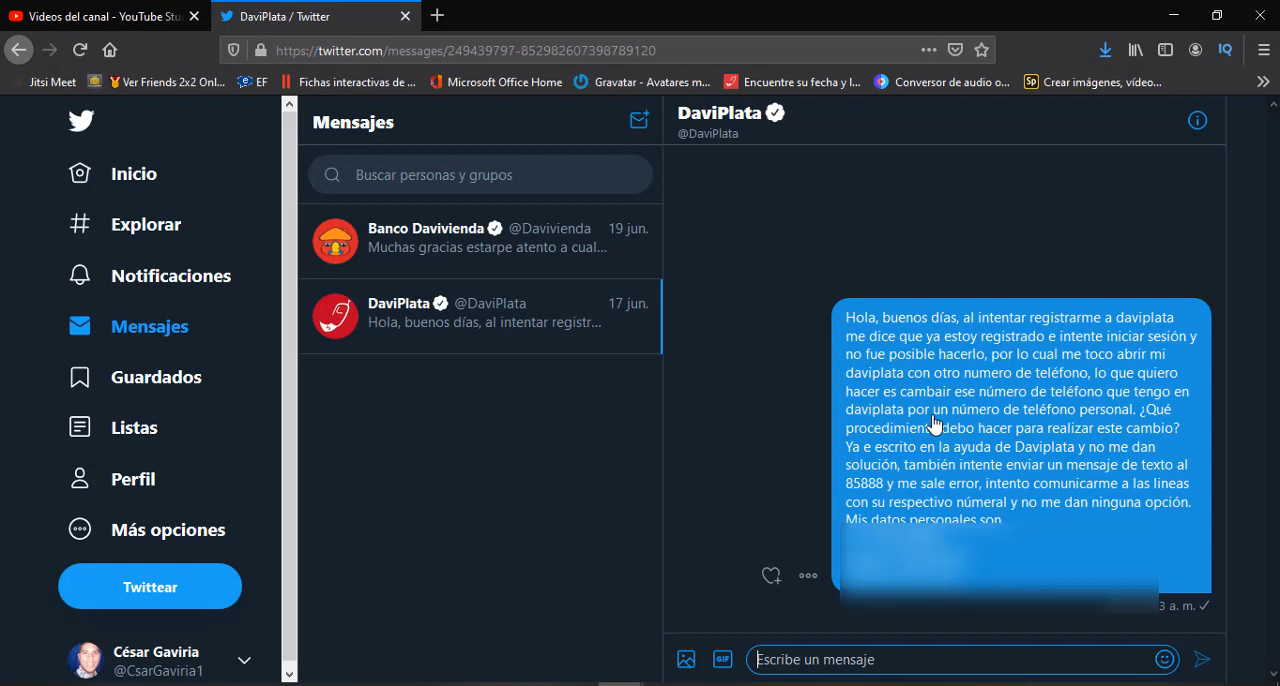 Videos del canal - YouTube Stu
DaviPlata / Twitter
https://twitter.com/messages/249439797-852982607398789120
Jitsi Meet
Ver Friends 2x2 Onl...
EF
Fichas interactivas de ...
Microsoft Office Home
Gravatar - Avatares m...
Encuentre su fecha y l...
Conversor de audio o...
Sp Crear imágenes, vídeo...
IQ
Inicio
Explorar
Notificaciones
Mensajes
Guardados
Listas
Perfil
Más opciones
Twittear
César Gaviria
@CsarGaviria1
Mensajes
Buscar personas y grupos
Banco Davivienda @Davivienda 19 jun.
Muchas gracias estarpe atento a cual...
DaviPlata @DaviPlata 17 jun.
Hola, buenos días, al intentar registr...
DaviPlata
@DaviPlata
Hola, buenos días, al intentar registrarme a daviplata
me dice que ya estoy registrado e intente iniciar sesión y
no fue posible hacerlo, por lo cual me toco abrir mi
daviplata con otro numero de teléfono, lo que quiero
hacer es cambair ese número de teléfono que tengo en
daviplata por un número de teléfono personal. ¿Qué
procedimiento debo hacer para realizar este cambio?
Ya e escrito en la ayuda de Daviplata y no me dan
solución, también intente enviar un mensaje de texto al
85888 y me sale error, intento comunicarme a las lineas
con su respectivo númeral y no me dan ninguna opción.
Mis datos personales son
3 a. m.
GIF
Escribe un mensaje